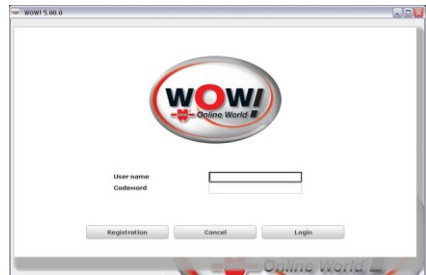 WOW! 5.00.0
WOW!
Online World !
User name
Codeword
Registration Cancel Login
Online World